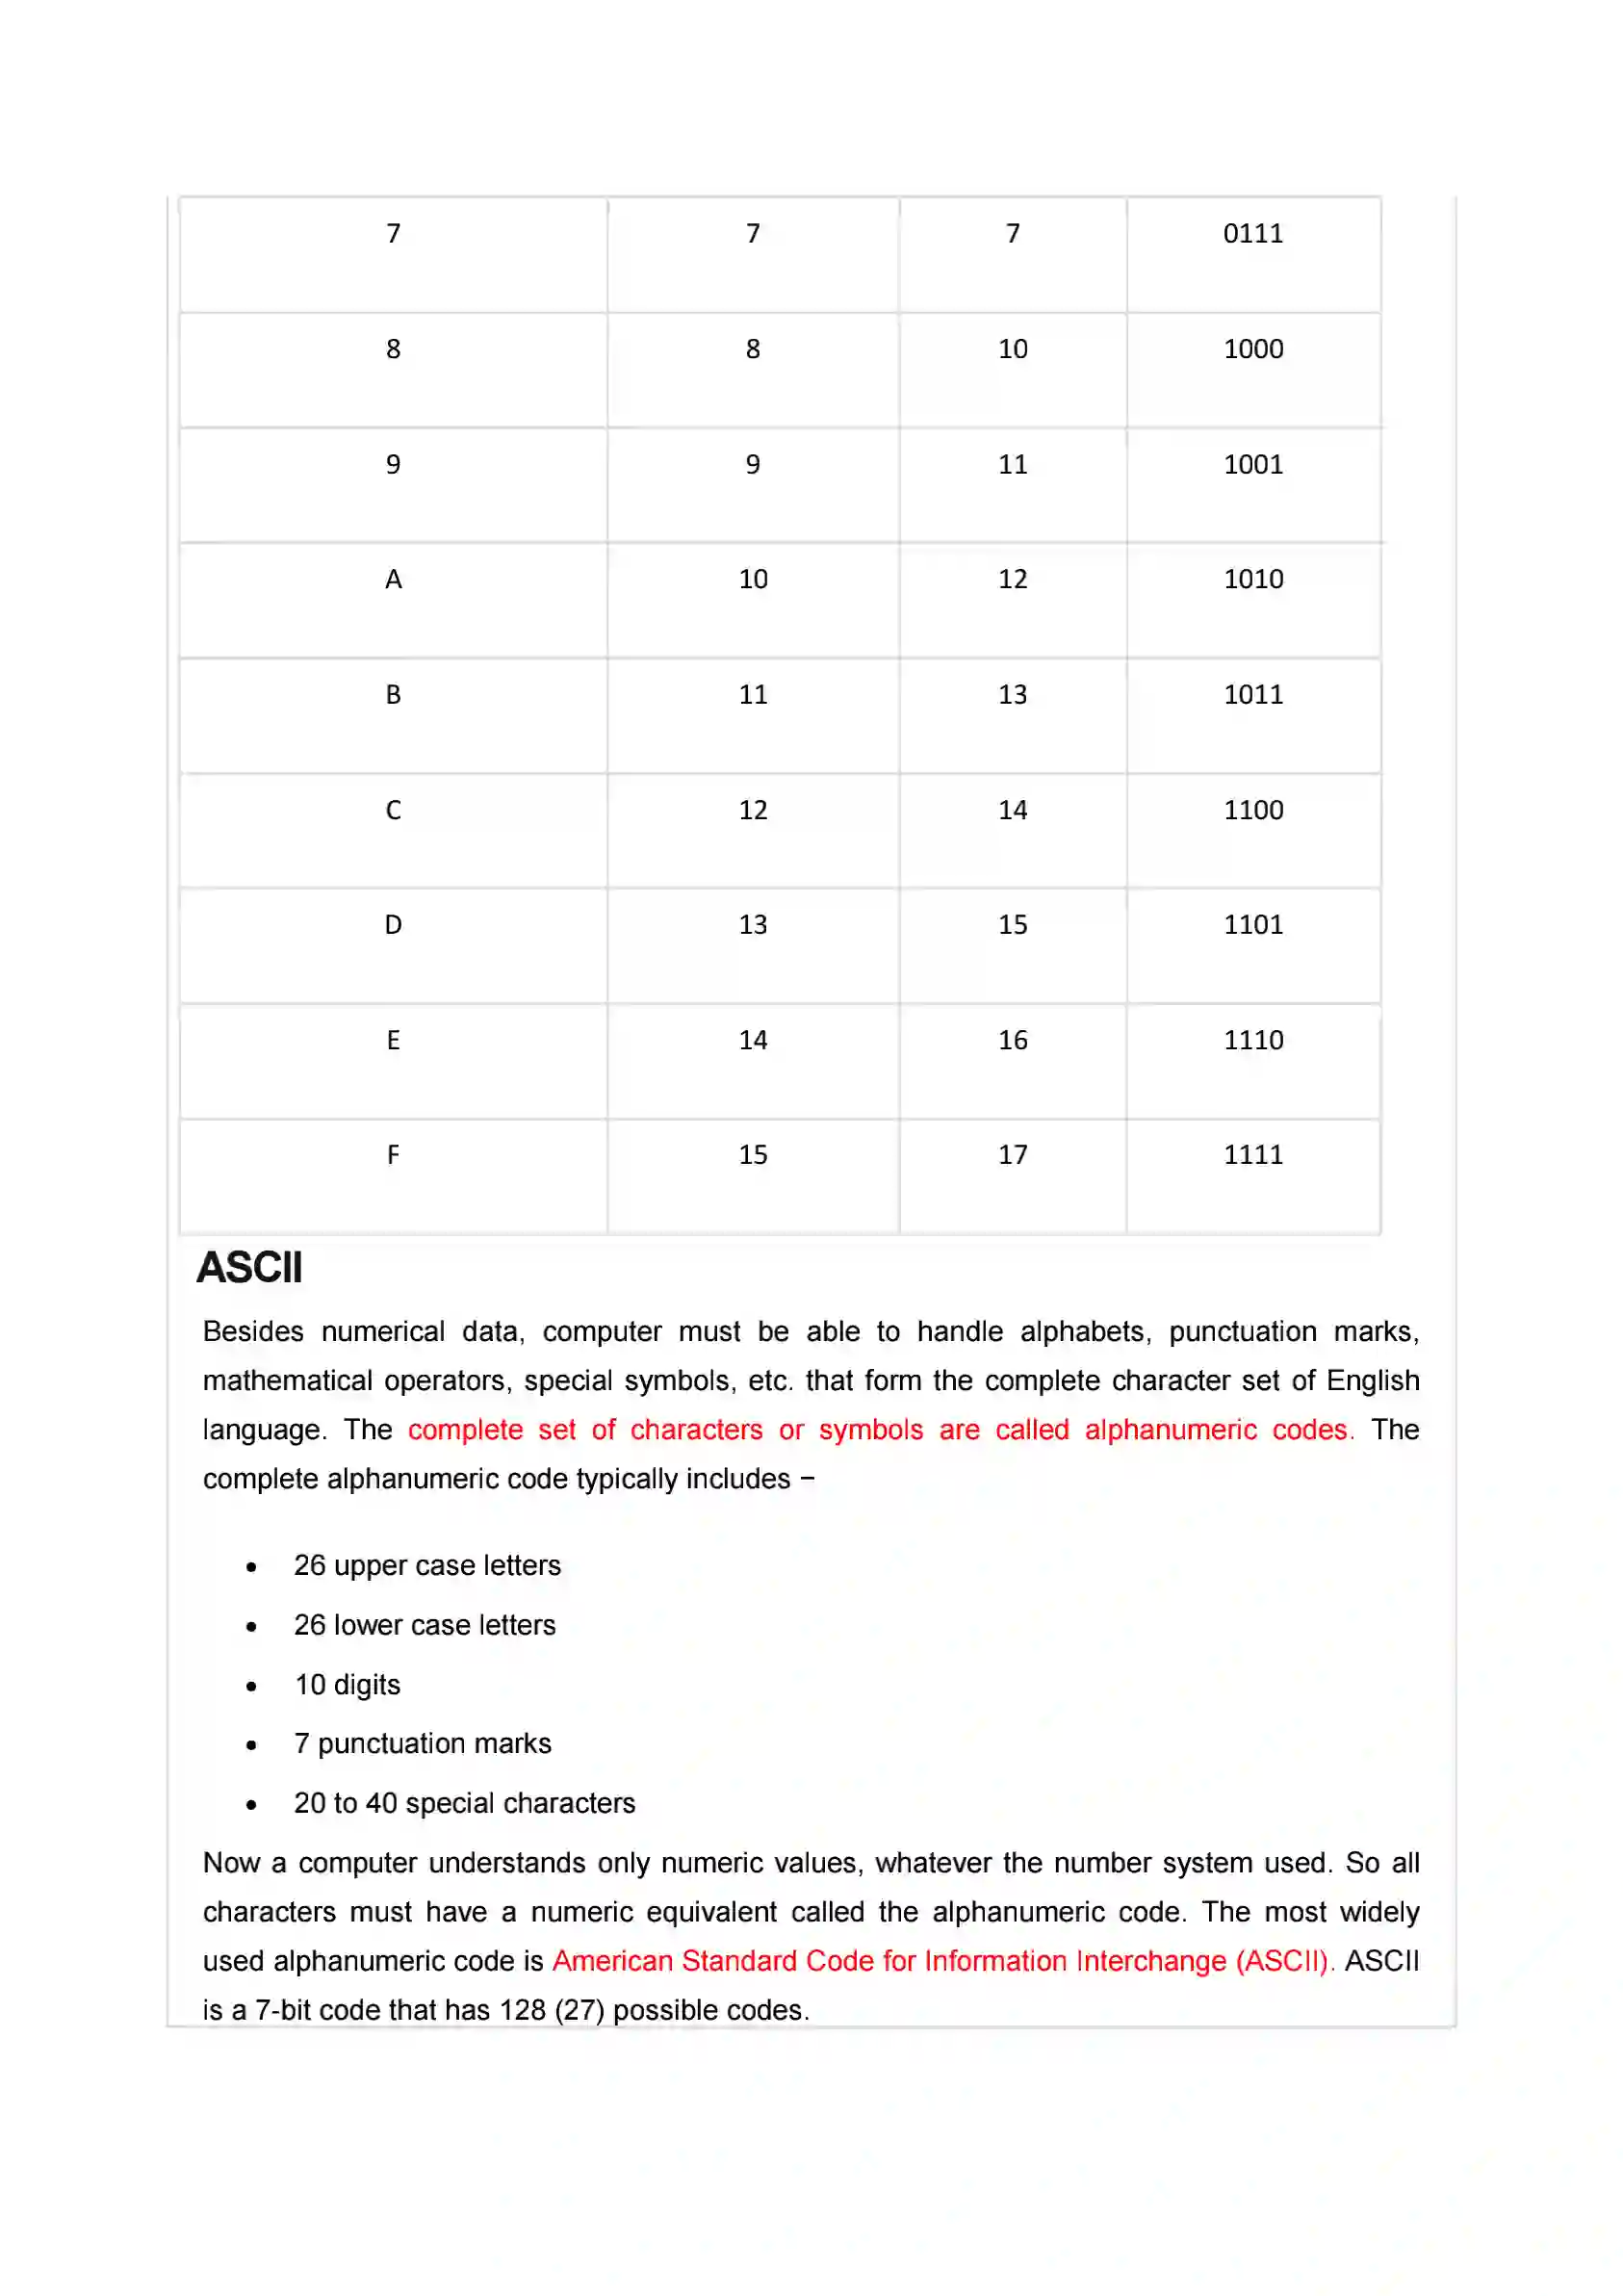 7 7 7 0111
8 8 10 1000
9 9 11 1001
A 10 12 1010
B 11 13 1011
C 12 14 1100
D 13 15 1101
E 14 16 1110
F 15 17 1111
ASCII
Besides numerical data, computer must be able to handle alphabets, punctuation marks,
mathematical operators, special symbols, etc. that form the complete character set of English
language. The complete set of characters or symbols are called alphanumeric codes. The
complete alphanumeric code typically includes −
• 26 upper case letters
• 26 lower case letters
• 10 digits
• 7 punctuation marks
• 20 to 40 special characters
Now a computer understands only numeric values, whatever the number system used. So all
characters must have a numeric equivalent called the alphanumeric code. The most widely
used alphanumeric code is American Standard Code for Information Interchange (ASCII). ASCII
is a 7-bit code that has 128 (27) possible codes.